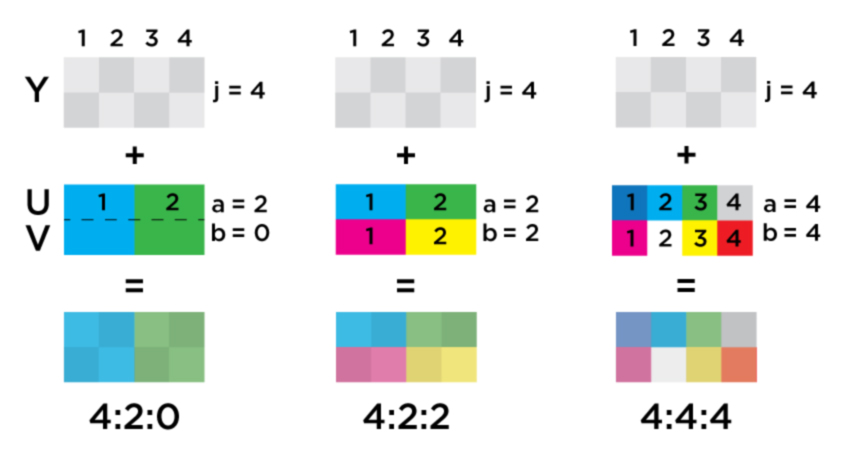 1 2 3 4 1 2 3 4 1 2 3 4
Y j = 4 j = 4 j = 4
+ + +
U 1 2 a = 2 1 2 a = 2 1 2 3 4 a = 4
V b = 0 1 2 b = 2 1 2 3 4 b = 4
= = =
4:2:0 4:2:2 4:4:4